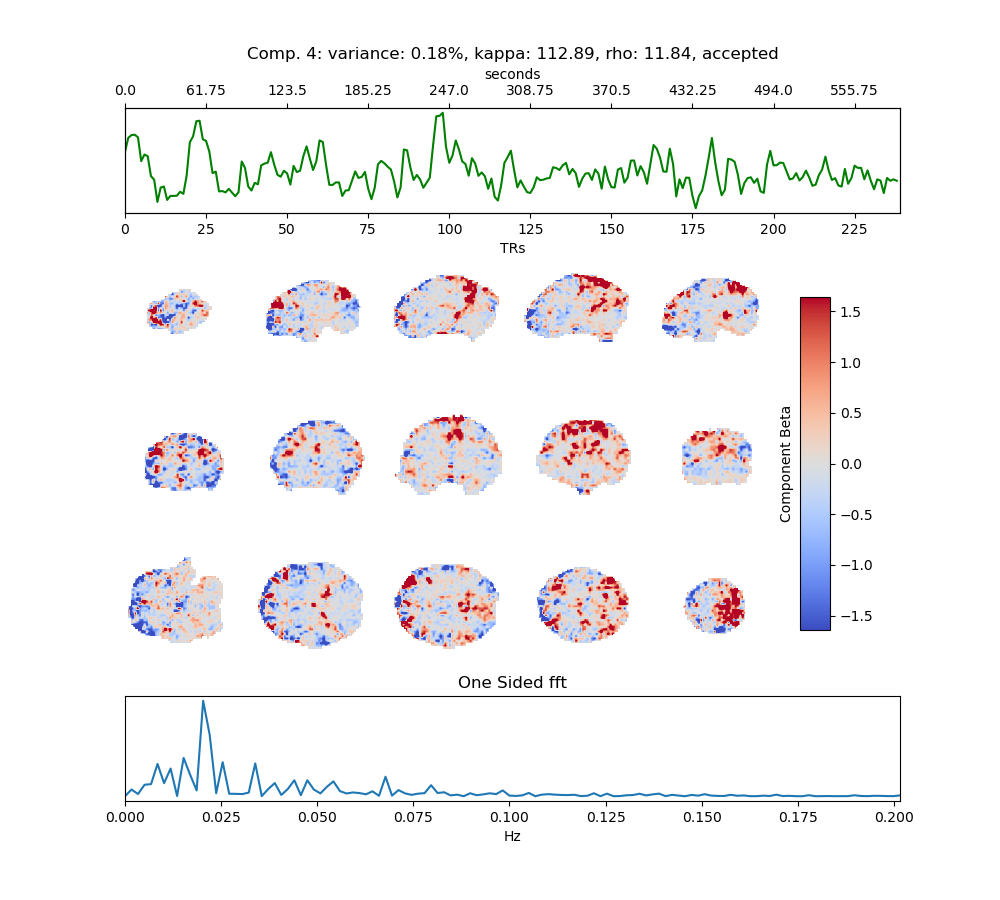 Comp. 4: variance: 0.18%, kappa: 112.89, rho: 11.84, accepted
seconds
0.0 61.75 123.5 185.25 247.0 308.75 370.5 432.25 494.0 555.75
0 25 50 75 100 125 150 175 200 225
TRs
1.5
1.0
0.5
0.0
−0.5
−1.0
−1.5
Component Beta
One Sided fft
0.000 0.025 0.050 0.075 0.100 0.125 0.150 0.175 0.200
Hz